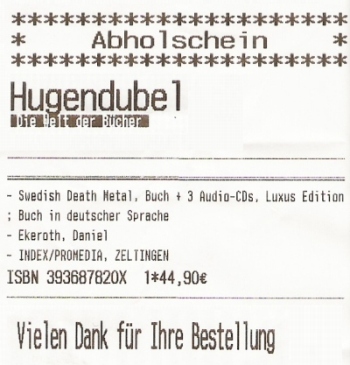 ************************
* Abholschein *
************************
Hugendubel
Die Welt der Bücher
- Swedish Death Metal, Buch + 3 Audio-CDs, Luxus Edition
; Buch in deutscher Sprache
- Ekeroth, Daniel
- INDEX/PROMEDIA, ZELTINGEN
ISBN 393687820X 1*44,90€
Vielen Dank für Ihre Bestellung